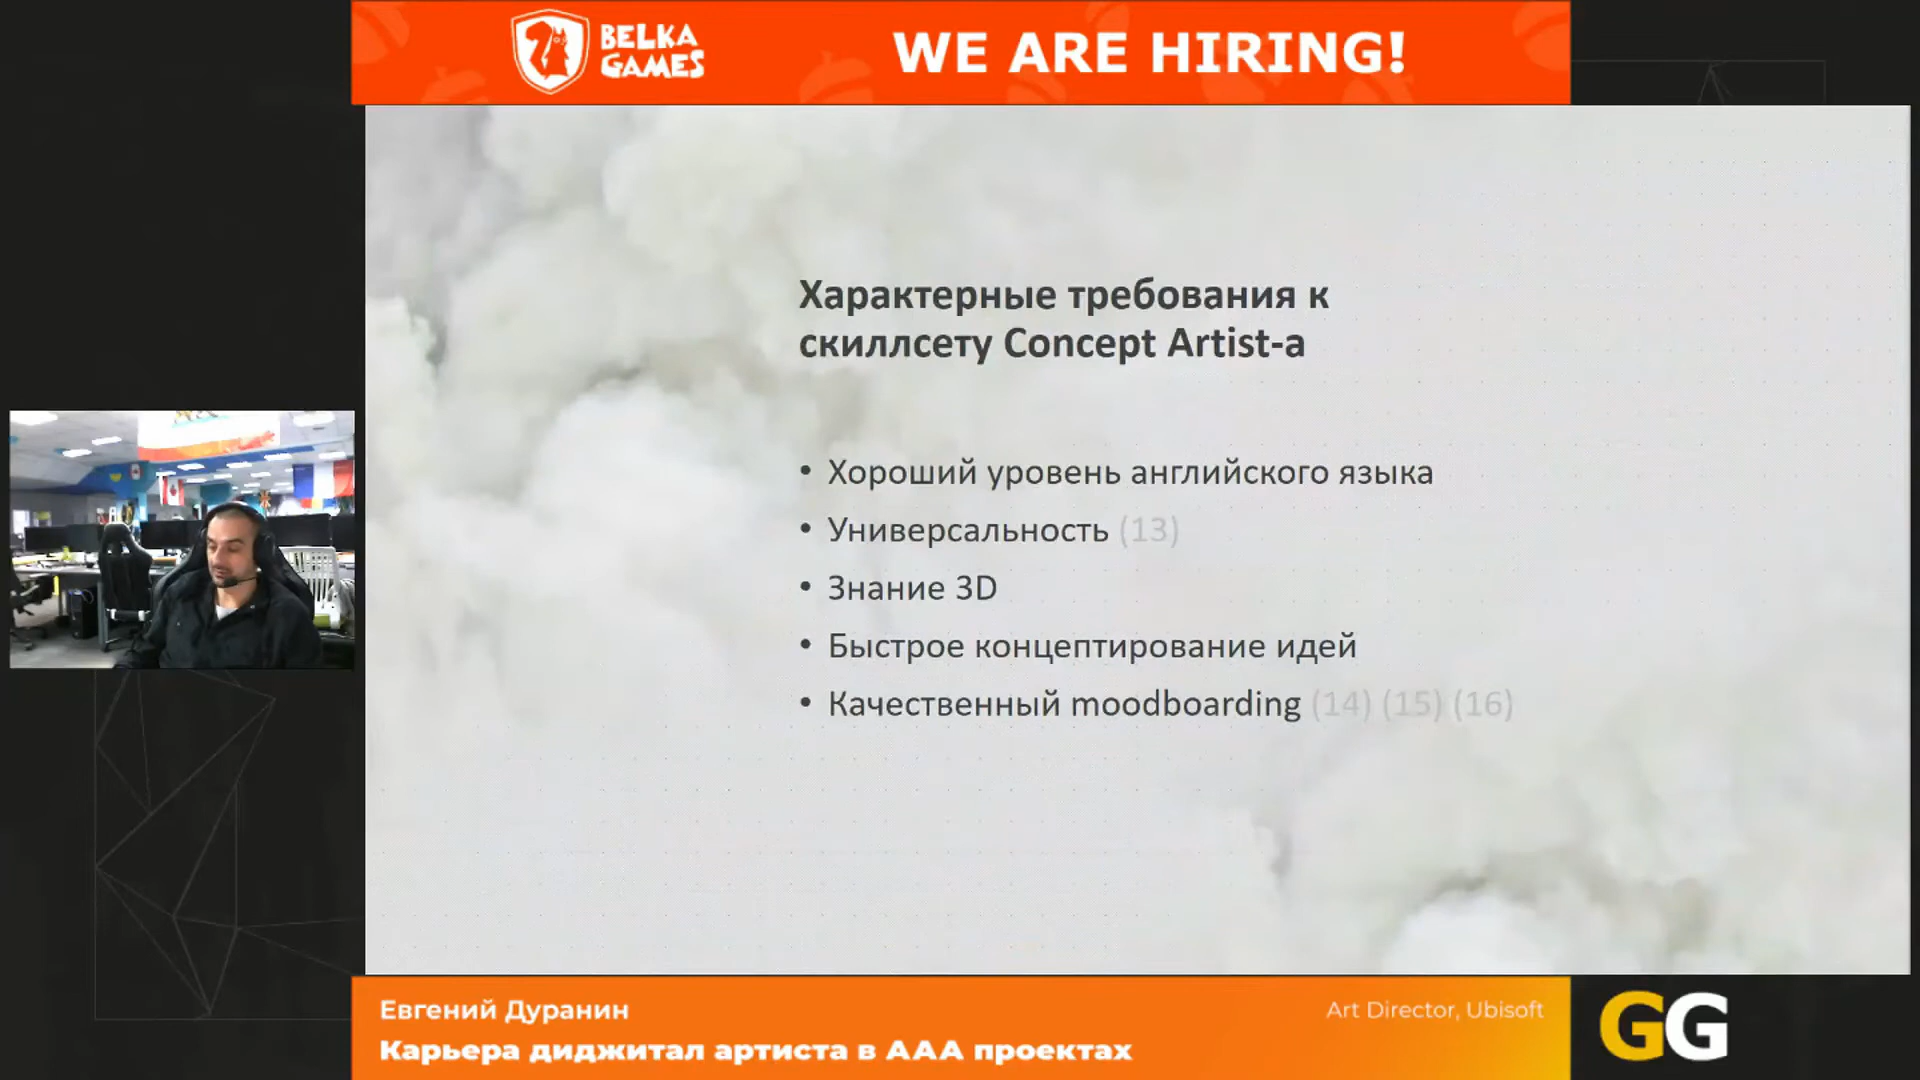 BELKA
GAMES
WE ARE HIRING!
Характерные требования к
скиллсету Concept Artist-а
• Хороший уровень английского языка
• Универсальность (13)
• Знание 3D
• Быстрое концептирование идей
• Качественный moodboarding (14) (15) (16)
Евгений Дуранин
Art Director, Ubisoft
Карьера диджитал артиста в ААА проектах
GG